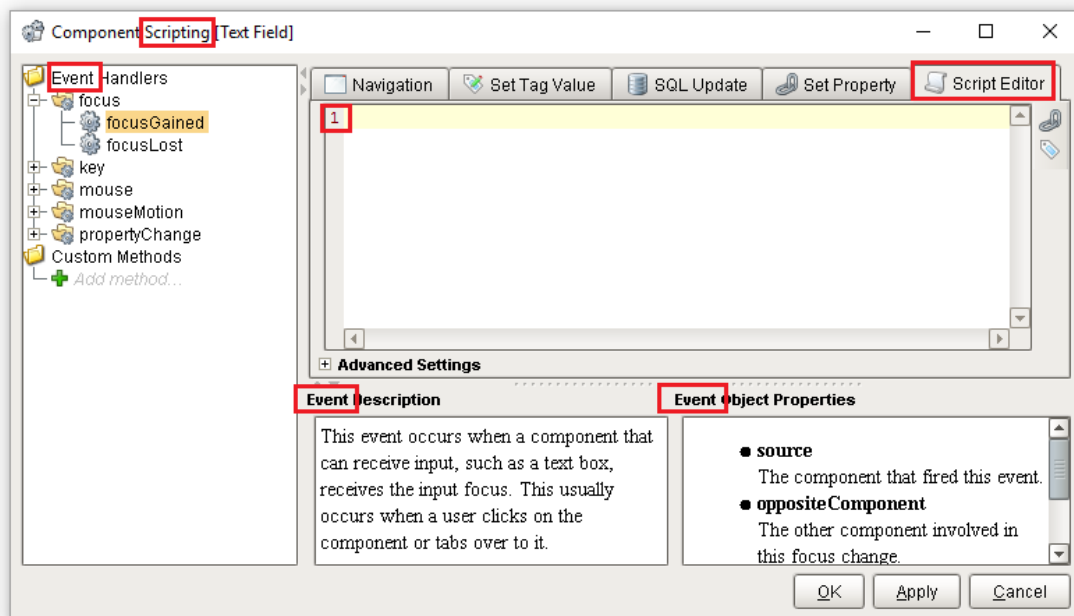 Component Scripting [Text Field]
Event Handlers
focus
focusGained
focusLost
key
mouse
mouseMotion
propertyChange
Custom Methods
Add method...
Navigation
Set Tag Value
SQL Update
Set Property
Script Editor
1
Advanced Settings
Event Description
This event occurs when a component that
can receive input, such as a text box,
receives the input focus. This usually
occurs when a user clicks on the
component or tabs over to it.
Event Object Properties
source
The component that fired this event.
oppositeComponent
The other component involved in
this focus change.
OK
Apply
Cancel